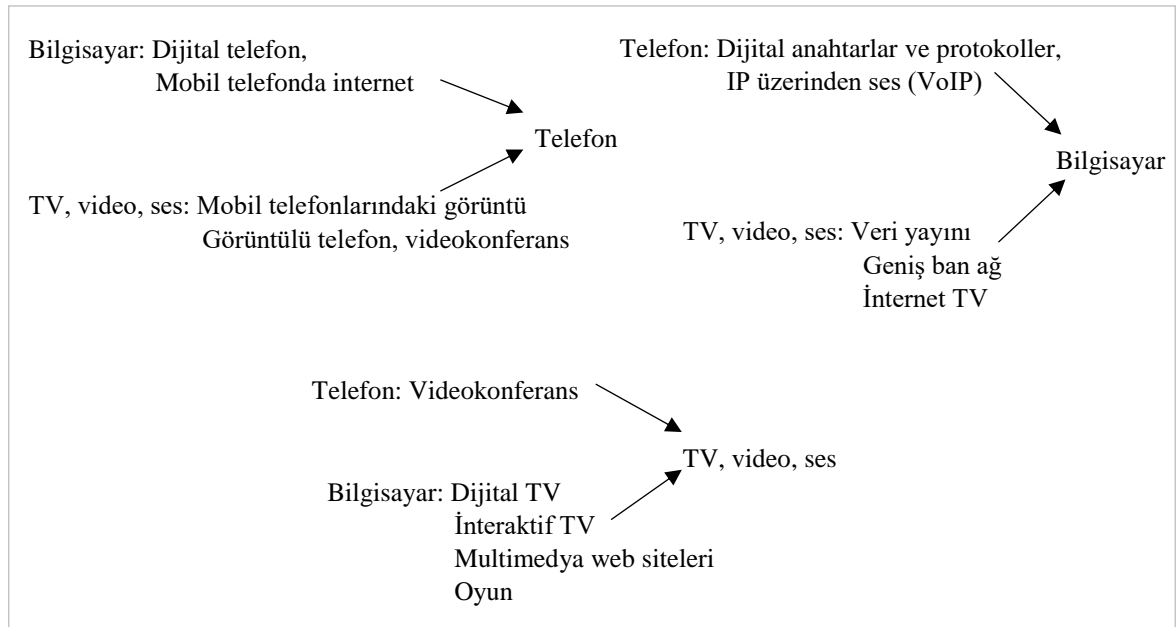 Bilgisayar: Dijital telefon,
Mobil telefonda internet
Telefon
TV, video, ses: Mobil telefonlarındaki görüntü
Görüntülü telefon, videokonferans
Telefon: Dijital anahtarlar ve protokoller,
IP üzerinden ses (VoIP)
Bilgisayar
TV, video, ses: Veri yayını
Geniş ban ağ
İnternet TV
Telefon: Videokonferans
TV, video, ses
Bilgisayar: Dijital TV
İnteraktif TV
Multimedya web siteleri
Oyun